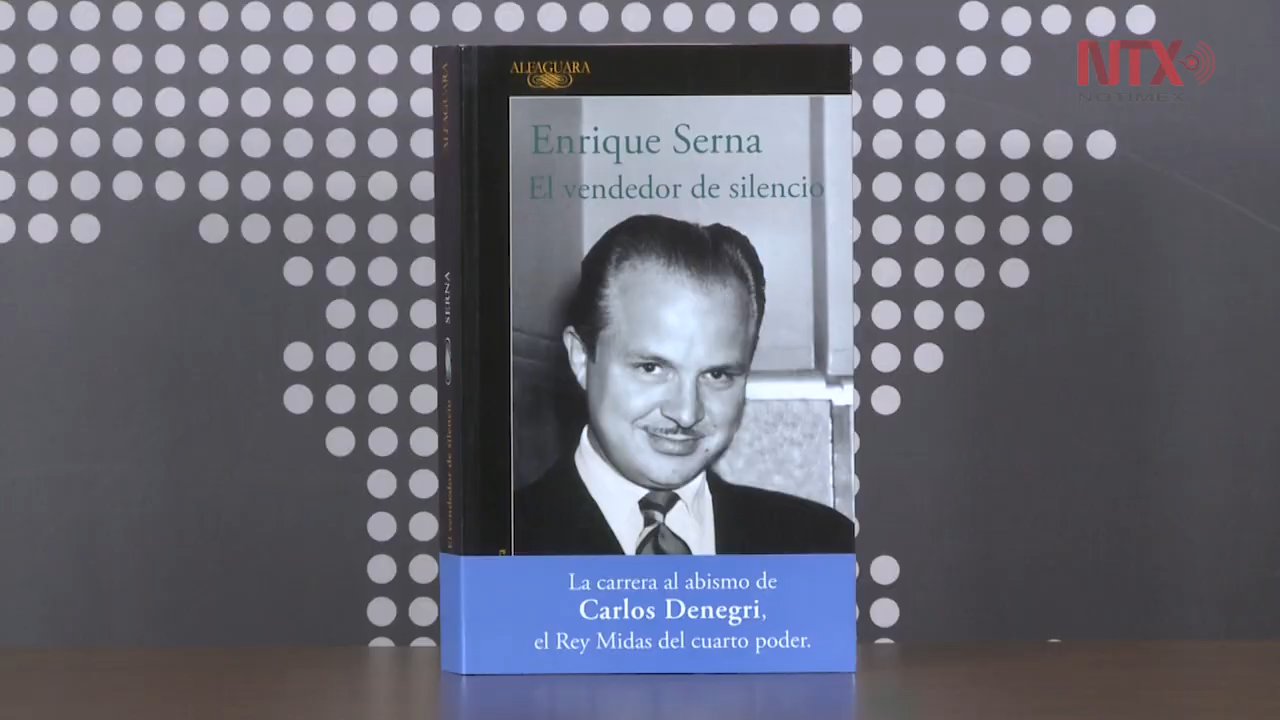 NTX
NOTIMEX
ALFAGUARA
Enrique Serna
El vendedor de silencio
La carrera al abismo de
Carlos Denegri,
el Rey Midas del cuarto poder.
ALFAGUARA
SERNA
El vendedor de silencio